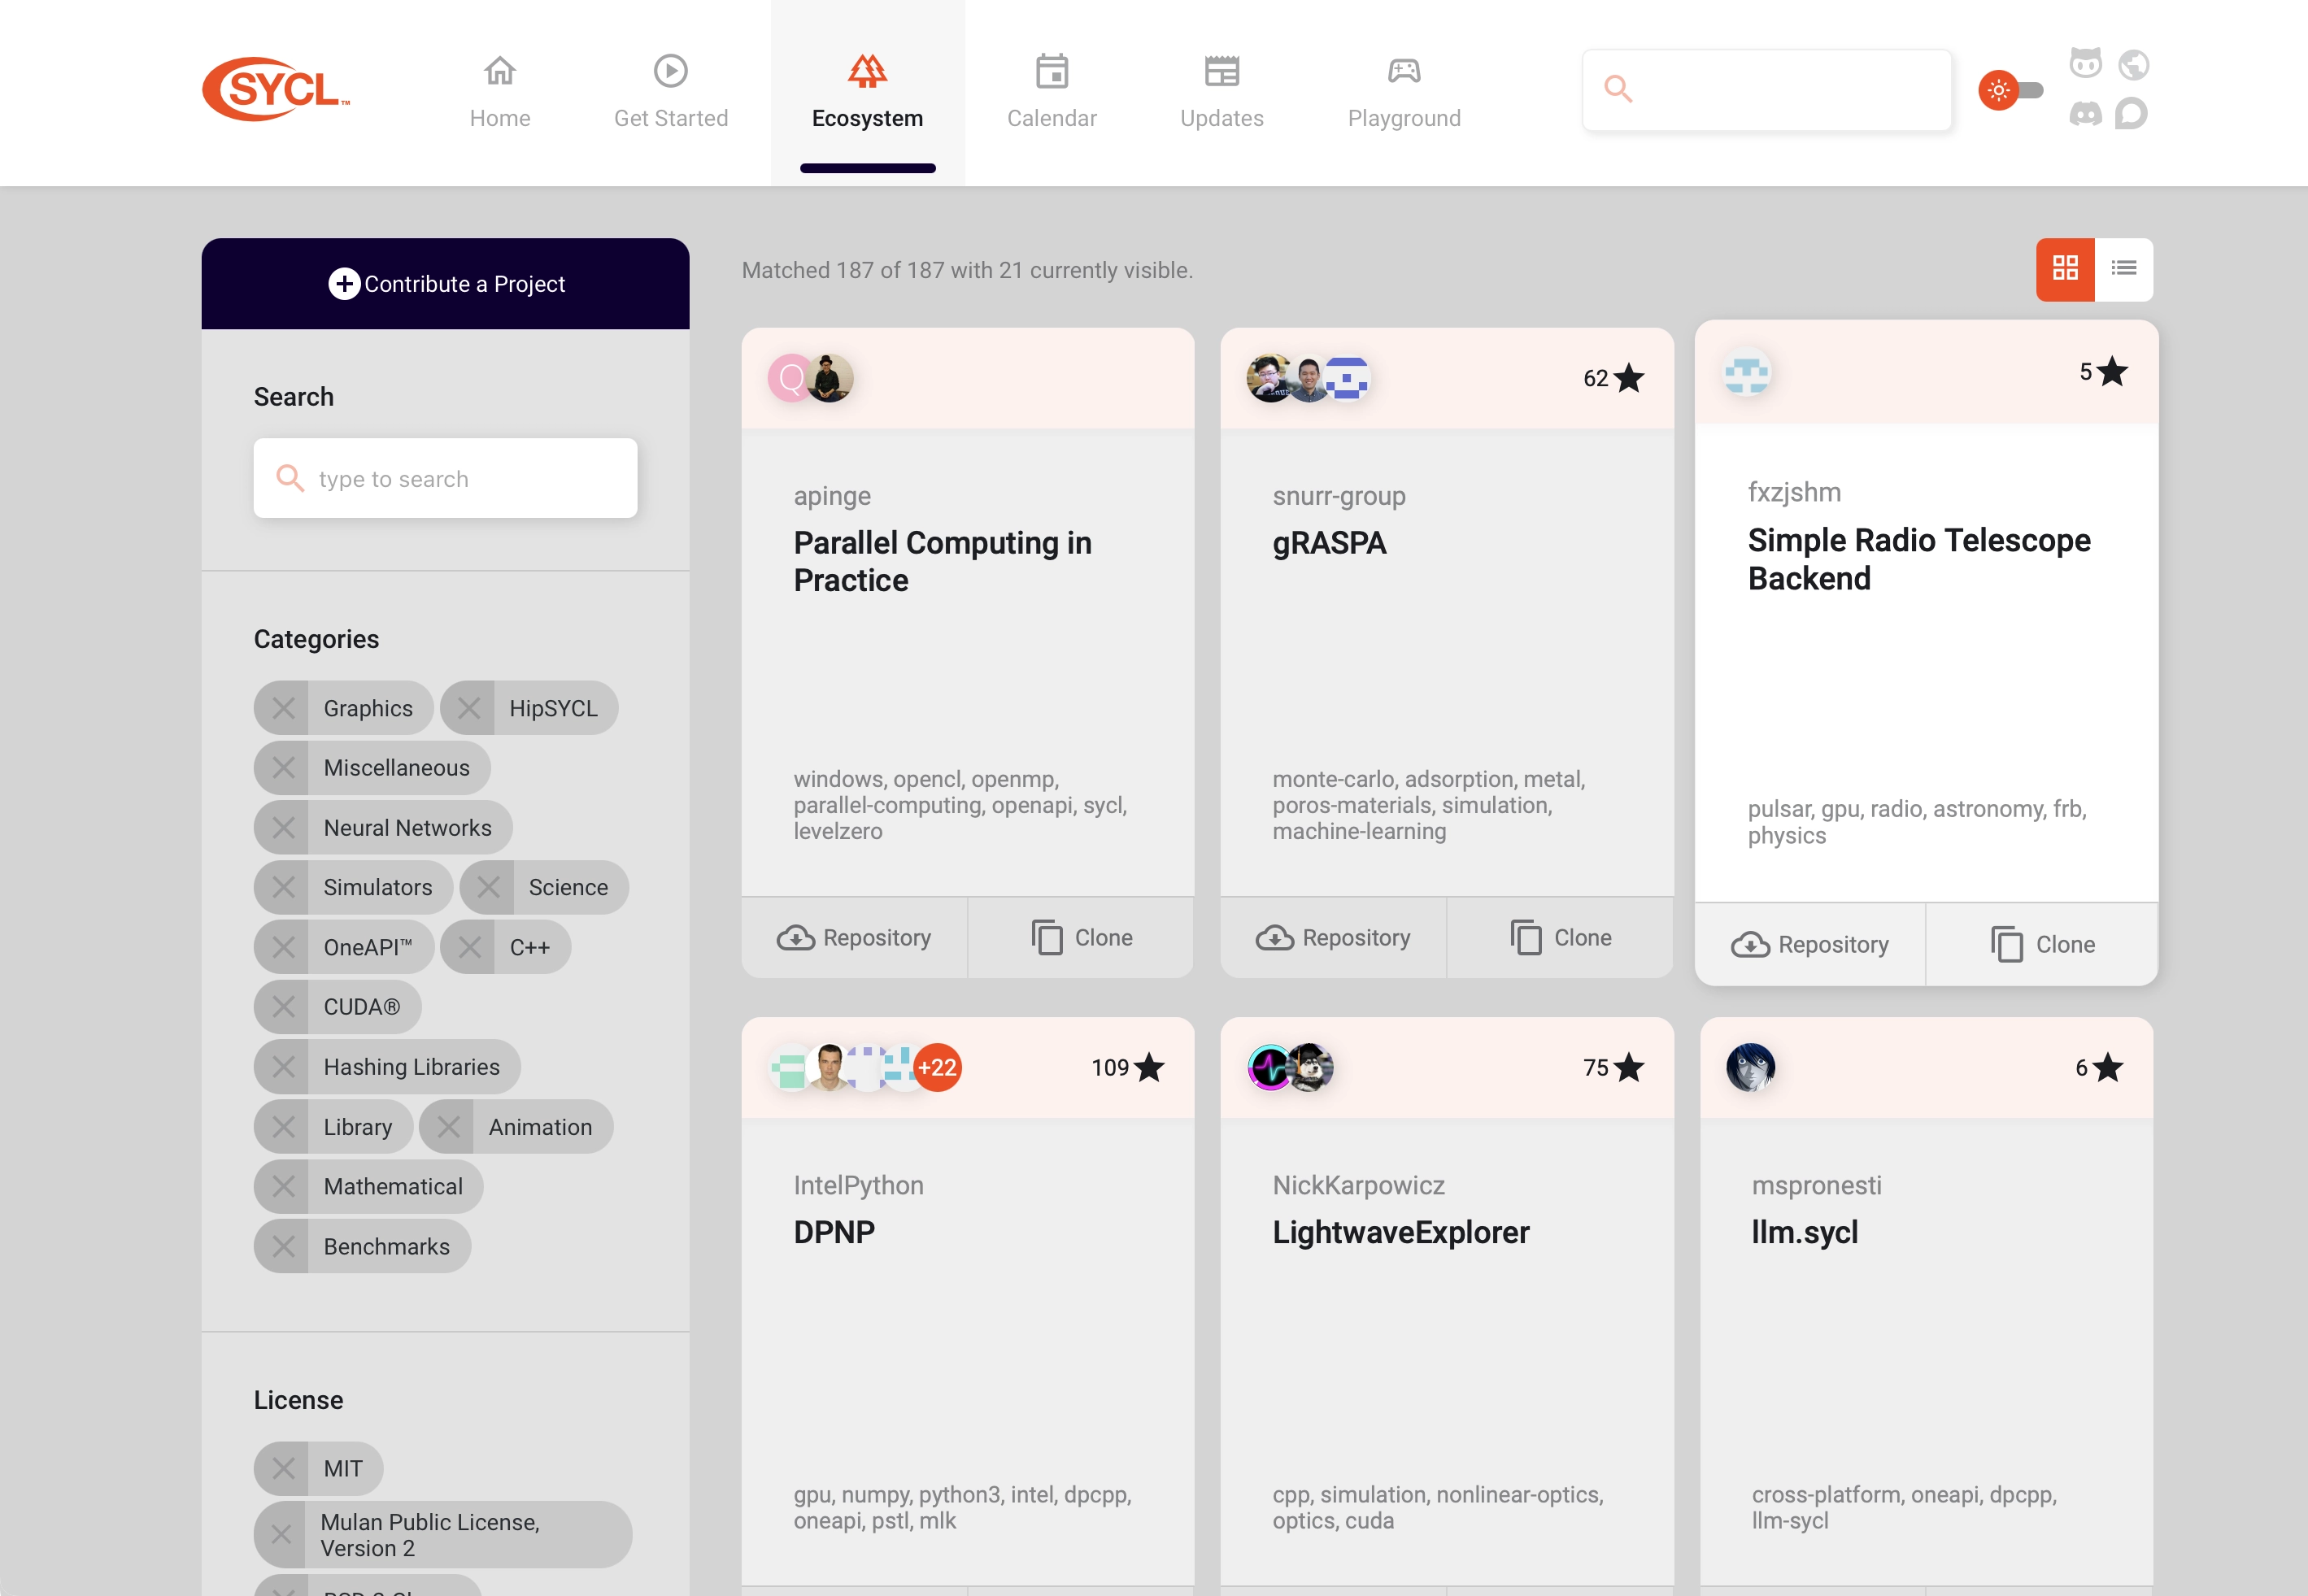 SYCL™
Home
Get Started
Ecosystem
Calendar
Updates
Playground
Contribute a Project
Search
type to search
Categories
Graphics
HipSYCL
Miscellaneous
Neural Networks
Simulators
Science
OneAPI™
C++
CUDA®
Hashing Libraries
Library
Animation
Mathematical
Benchmarks
License
MIT
Mulan Public License,
Version 2
Matched 187 of 187 with 21 currently visible.
Q
apinge
Parallel Computing in
Practice
windows, opencl, openmp,
parallel-computing, openapi, sycl,
levelzero
Repository
Clone
62
snurr-group
gRASPA
monte-carlo, adsorption, metal,
poros-materials, simulation,
machine-learning
Repository
Clone
5
fxzjshm
Simple Radio Telescope
Backend
pulsar, gpu, radio, astronomy, frb,
physics
Repository
Clone
+22
109
IntelPython
DPNP
gpu, numpy, python3, intel, dpcpp,
oneapi, pstl, mlk
75
NickKarpowicz
LightwaveExplorer
cpp, simulation, nonlinear-optics,
optics, cuda
6
mspronesti
llm.sycl
cross-platform, oneapi, dpcpp,
llm-sycl